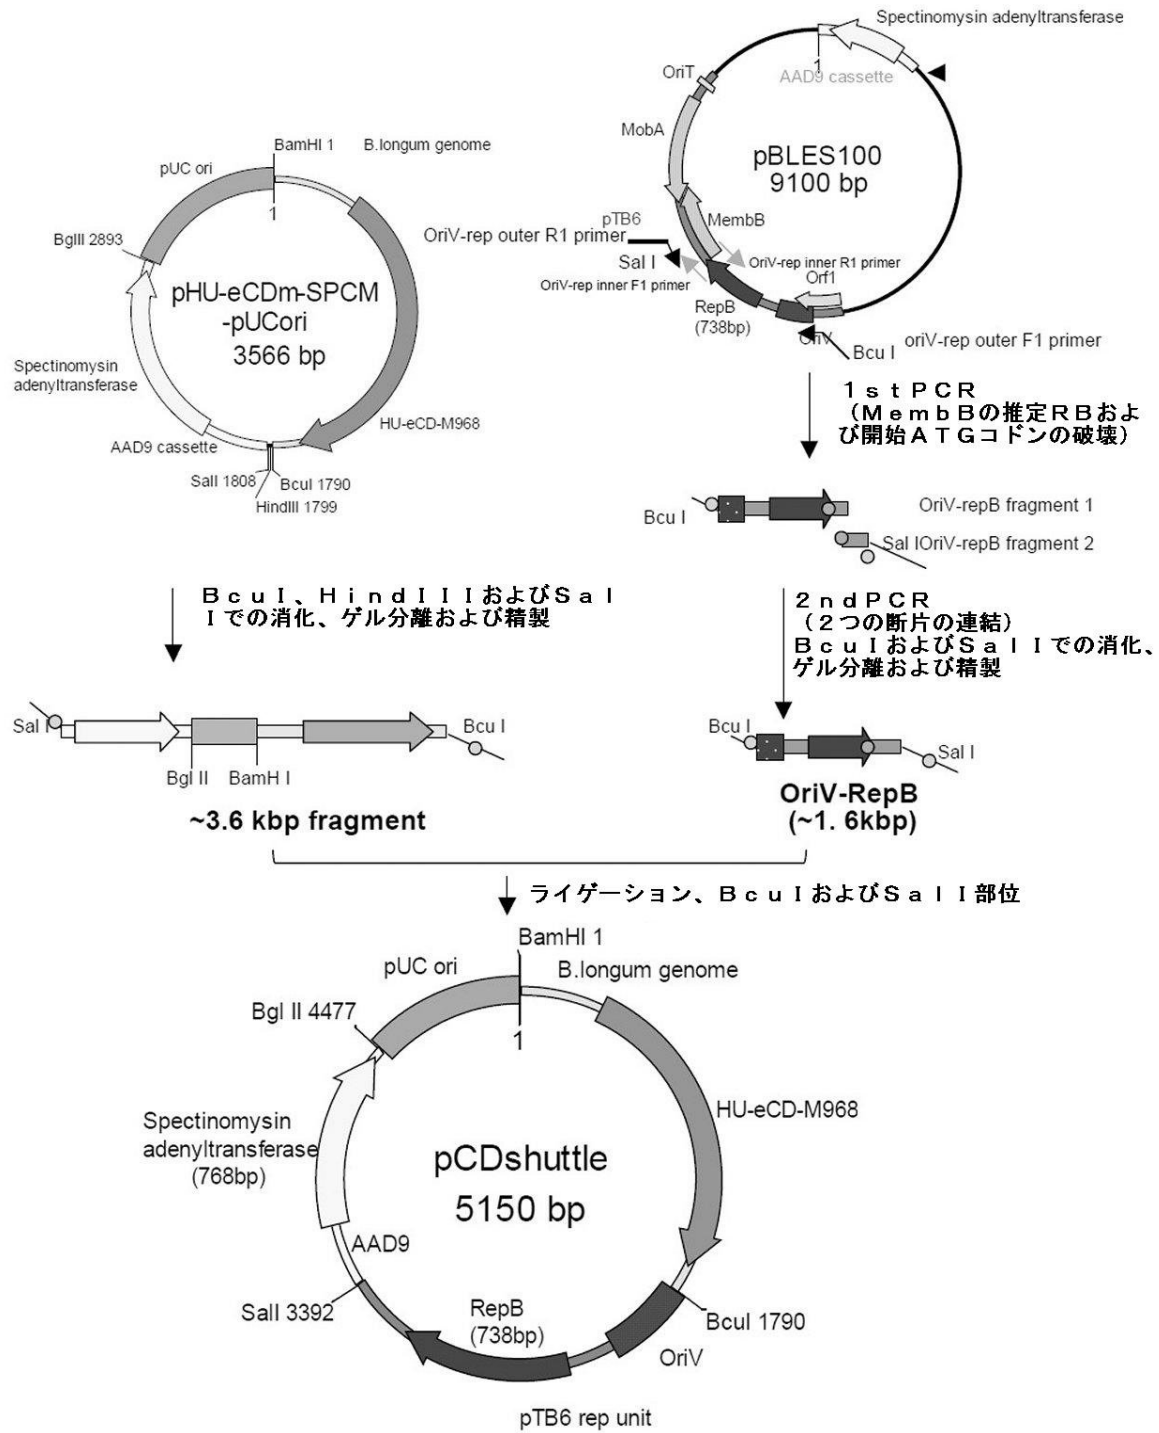 Spectinomysin adenyltransferase
1
AAD9 cassette
OriT
MobA
pBLES100
9100 bp
MembB
pTB6
OriV-rep outer R1 primer
Sal I
OriV-rep inner R1 primer
OriV-rep inner F1 primer
Orf1
RepB
(738bp)
OriV
Bcu I
oriV-rep outer F1 primer
BamHI 1
B.longum genome
pUC ori
1
BglII 2893
pHU-eCDm-SPCM
-pUCori
3566 bp
Spectinomysin
adenyltransferase
HU-eCD-M968
AAD9 cassette
SalI 1808
BcuI 1790
HindIII 1799
1stPCR
(MembBの推定RBおよ
び開始ATGコドンの破壊)
Bcu I
OriV-repB fragment 1
Sal IOriV-repB fragment 2
BcuI、HindIIIおよびSal
Iでの消化、ゲル分離および精製
2ndPCR
(2つの断片の連結)
BcuIおよびSalIでの消化、
ゲル分離および精製
Sal I
Bcu I
Bgl II
BamH I
~3.6 kbp fragment
Bcu I
Sal I
OriV-RepB
(~1. 6kbp)
ライゲーション、BcuIおよびSalI部位
BamHI 1
pUC ori
B.longum genome
Bgl II 4477
1
HU-eCD-M968
Spectinomysin
adenyltransferase
(768bp)
pCDshuttle
5150 bp
AAD9
SalI 3392
RepB
(738bp)
BcuI 1790
OriV
pTB6 rep unit